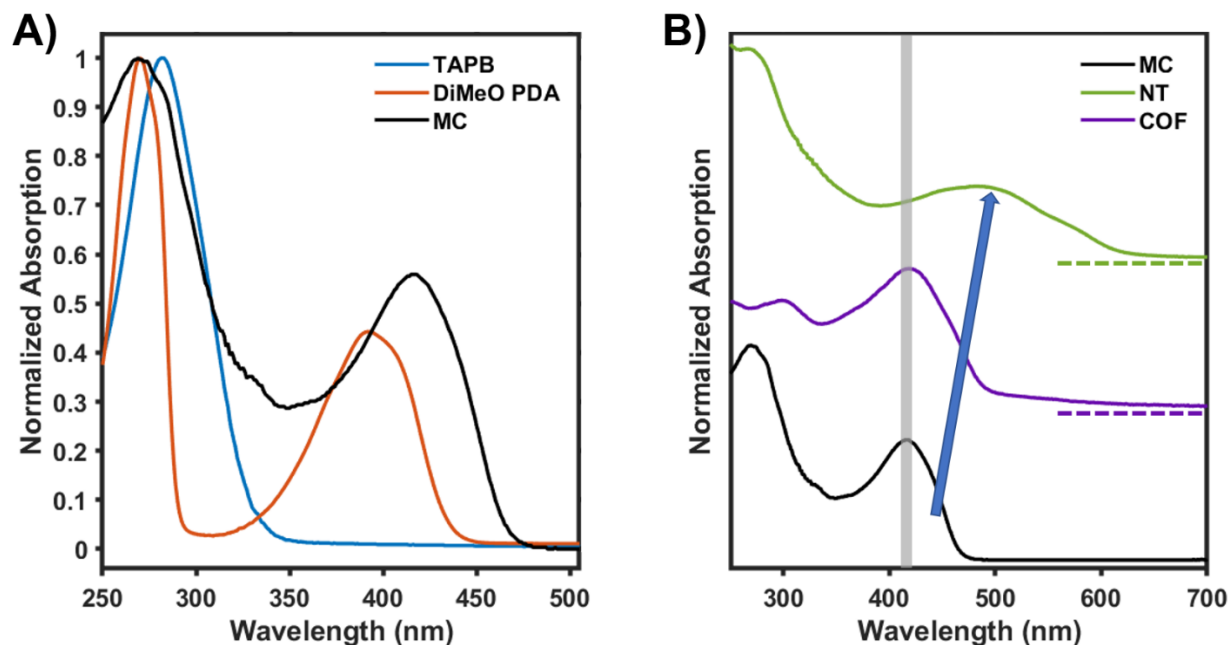 A)
Normalized Absorption
1
0.9
0.8
0.7
0.6
0.5
0.4
0.3
0.2
0.1
0
TAPB
DiMeO PDA
MC
250 300 350 400 450 500
Wavelength (nm)
B)
Normalized Absorption
MC
NT
COF
300 400 500 600 700
Wavelength (nm)